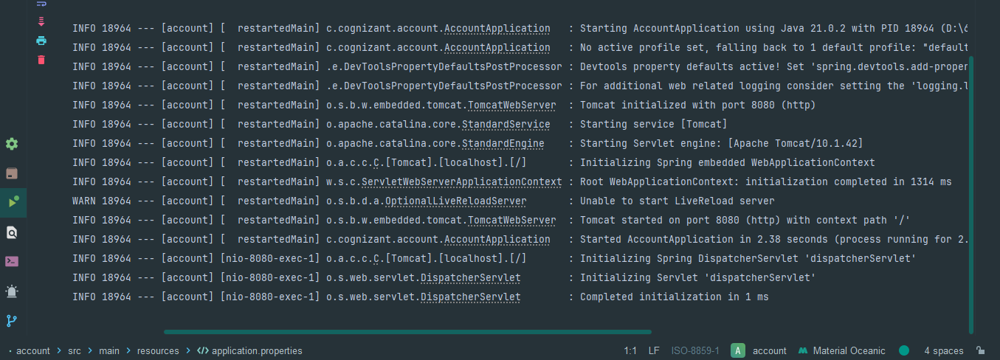 INFO 18964 --- [account] [  restartedMain] c.cognizant.account.AccountApplication   : Starting AccountApplication using Java 21.0.2 with PID 18964 (D:\6
INFO 18964 --- [account] [  restartedMain] c.cognizant.account.AccountApplication   : No active profile set, falling back to 1 default profile: "default
INFO 18964 --- [account] [  restartedMain] .e.DevToolsPropertyDefaultsPostProcessor : Devtools property defaults active! Set 'spring.devtools.add-proper
INFO 18964 --- [account] [  restartedMain] .e.DevToolsPropertyDefaultsPostProcessor : For additional web related logging consider setting the 'logging.l
INFO 18964 --- [account] [  restartedMain] o.s.b.w.embedded.tomcat.TomcatWebServer  : Tomcat initialized with port 8080 (http)
INFO 18964 --- [account] [  restartedMain] o.apache.catalina.core.StandardService   : Starting service [Tomcat]
INFO 18964 --- [account] [  restartedMain] o.apache.catalina.core.StandardEngine    : Starting Servlet engine: [Apache Tomcat/10.1.42]
INFO 18964 --- [account] [  restartedMain] o.a.c.c.C.[Tomcat].[localhost].[/]       : Initializing Spring embedded WebApplicationContext
INFO 18964 --- [account] [  restartedMain] w.s.c.ServletWebServerApplicationContext : Root WebApplicationContext: initialization completed in 1314 ms
WARN 18964 --- [account] [  restartedMain] o.s.b.d.a.OptionalLiveReloadServer       : Unable to start LiveReload server
INFO 18964 --- [account] [  restartedMain] o.s.b.w.embedded.tomcat.TomcatWebServer  : Tomcat started on port 8080 (http) with context path '/'
INFO 18964 --- [account] [  restartedMain] c.cognizant.account.AccountApplication   : Started AccountApplication in 2.38 seconds (process running for 2.
INFO 18964 --- [account] [nio-8080-exec-1] o.a.c.c.C.[Tomcat].[localhost].[/]       : Initializing Spring DispatcherServlet 'dispatcherServlet'
INFO 18964 --- [account] [nio-8080-exec-1] o.s.web.servlet.DispatcherServlet        : Initializing Servlet 'dispatcherServlet'
INFO 18964 --- [account] [nio-8080-exec-1] o.s.web.servlet.DispatcherServlet        : Completed initialization in 1 ms
account > src > main > resources > </> application.properties 1:1 LF ISO-8859-1 A account Material Oceanic 4 spaces